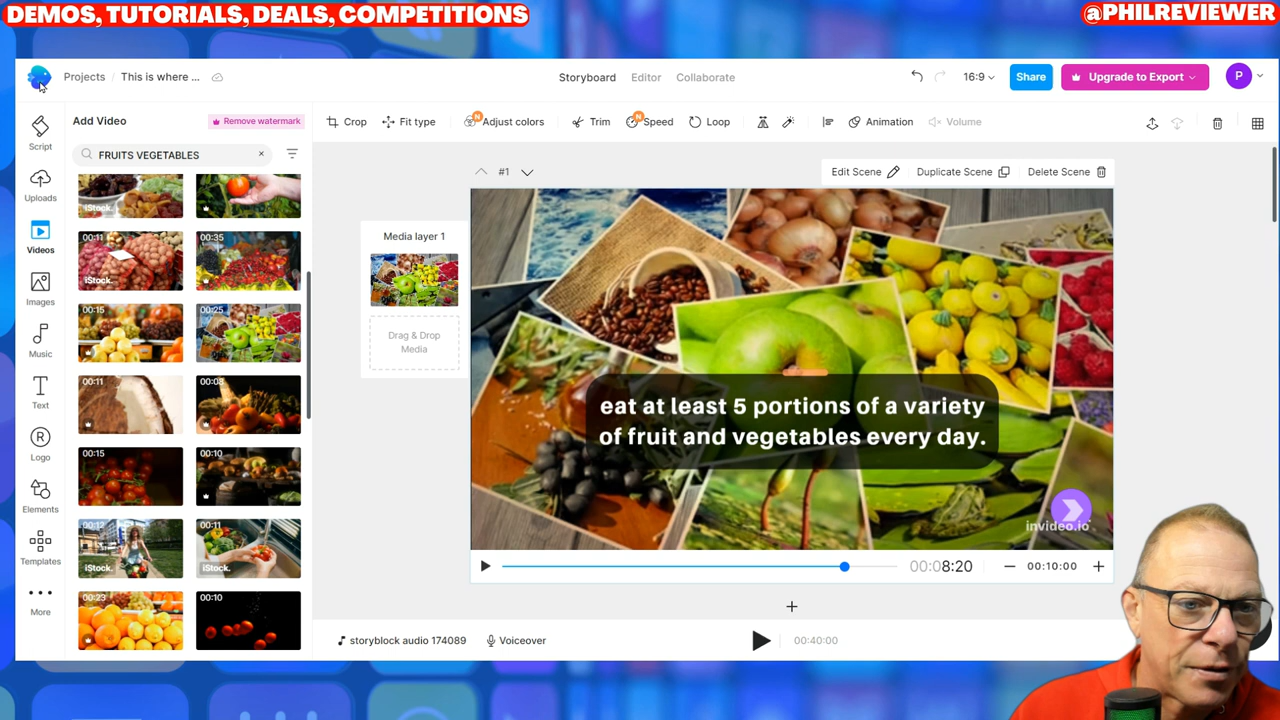 DEMOS, TUTORIALS, DEALS, COMPETITIONS
@PHILREVIEWER
Projects / This is where ...
Storyboard Editor Collaborate
16:9
Share
Upgrade to Export
P
Add Video
Remove watermark
FRUITS VEGETABLES
Script
Uploads
Videos
Images
Music
Text
Logo
Elements
Templates
More
Crop
Fit type
N
Adjust colors
Trim
N
Speed
Loop
Animation
Volume
iStock.
00:11
iStock.
00:35
00:15
00:25
00:11
00:08
00:15
00:10
00:12
iStock.
00:11
iStock.
00:23
00:10
#1
Edit Scene
Duplicate Scene
Delete Scene
Media layer 1
Drag & Drop
Media
eat at least 5 portions of a variety
of fruit and vegetables every day.
invideo.io
00:08:20
00:10:00
storyblock audio 174089
Voiceover
00:40:00